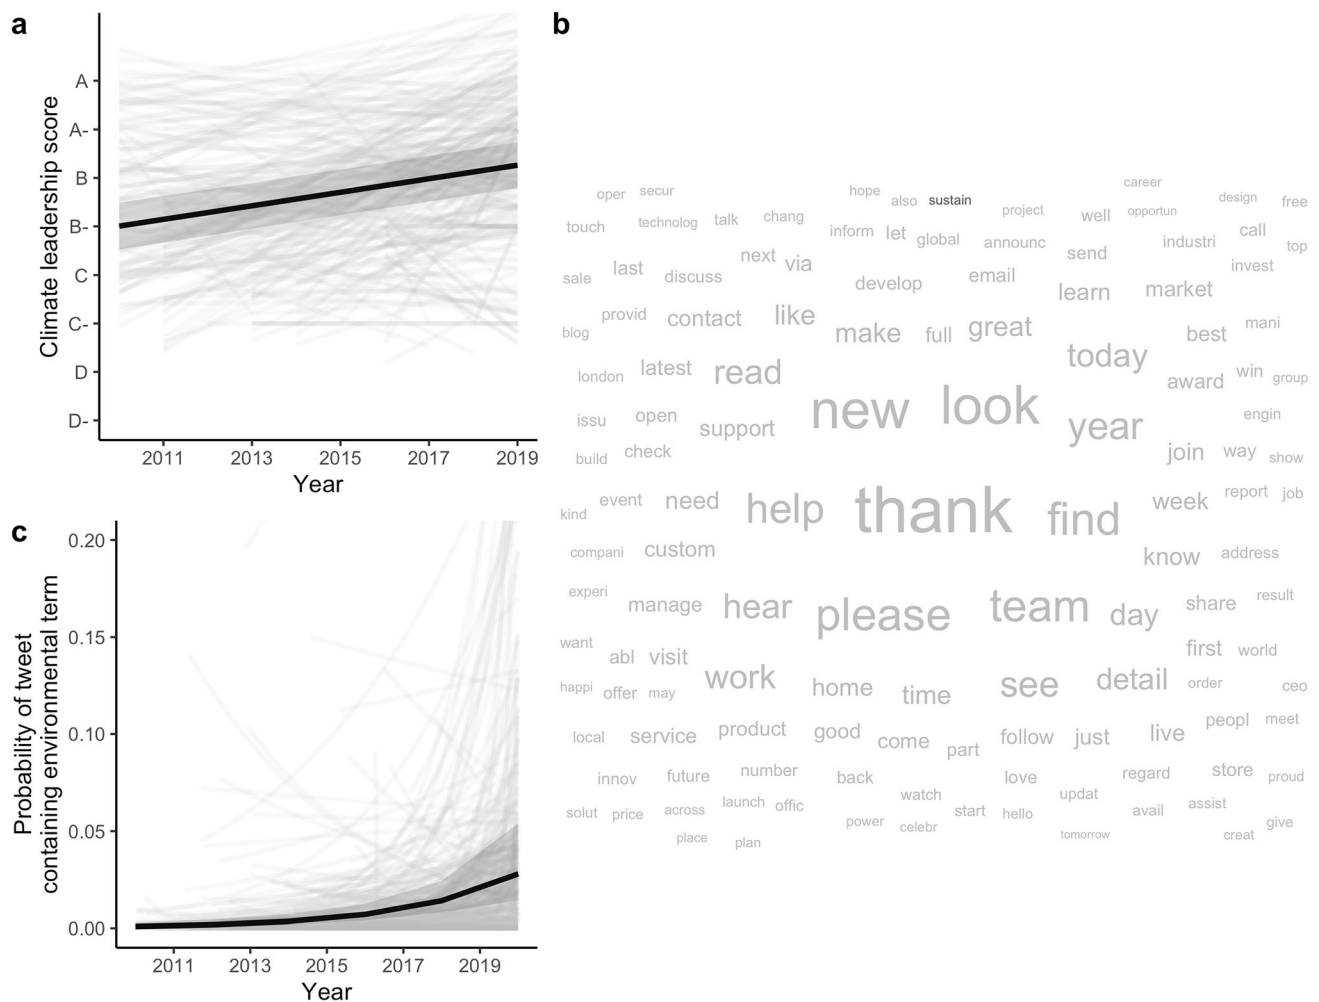 a
Climate leadership score
A
A-
B
B-
C
C-
D
D-
2011 2013 2015 2017 2019
Year
b
oper secur hope also sustain career design free
touch technolog talk chang inform let global project well opportun call
sale last discuss next via develop announc email send industri invest top
blog provid contact like make full great learn market best mani
london latest read today award win group
issu open support new look year engin
build check join way show
kind event need help thank find week report job
compani custom know address
experi manage hear please team day share result
want abl visit first world
happi offer may work home time see detail order ceo
local service product good come part follow just live peopl meet
innov future number back love regard store proud
solut price across launch offic watch start hello updat avail assist
place plan power celebr tomorrow creat give
c
Probability of tweet
containing environmental term
0.20
0.15
0.10
0.05
0.00
2011 2013 2015 2017 2019
Year